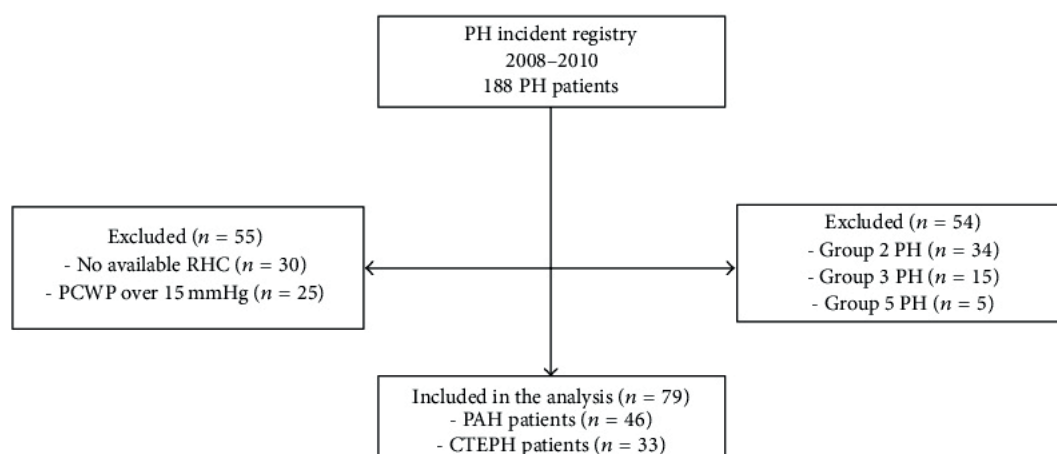 PH incident registry
2008–2010
188 PH patients
Excluded (n = 55)
- No available RHC (n = 30)
- PCWP over 15 mmHg (n = 25)
Excluded (n = 54)
- Group 2 PH (n = 34)
- Group 3 PH (n = 15)
- Group 5 PH (n = 5)
Included in the analysis (n = 79)
- PAH patients (n = 46)
- CTEPH patients (n = 33)